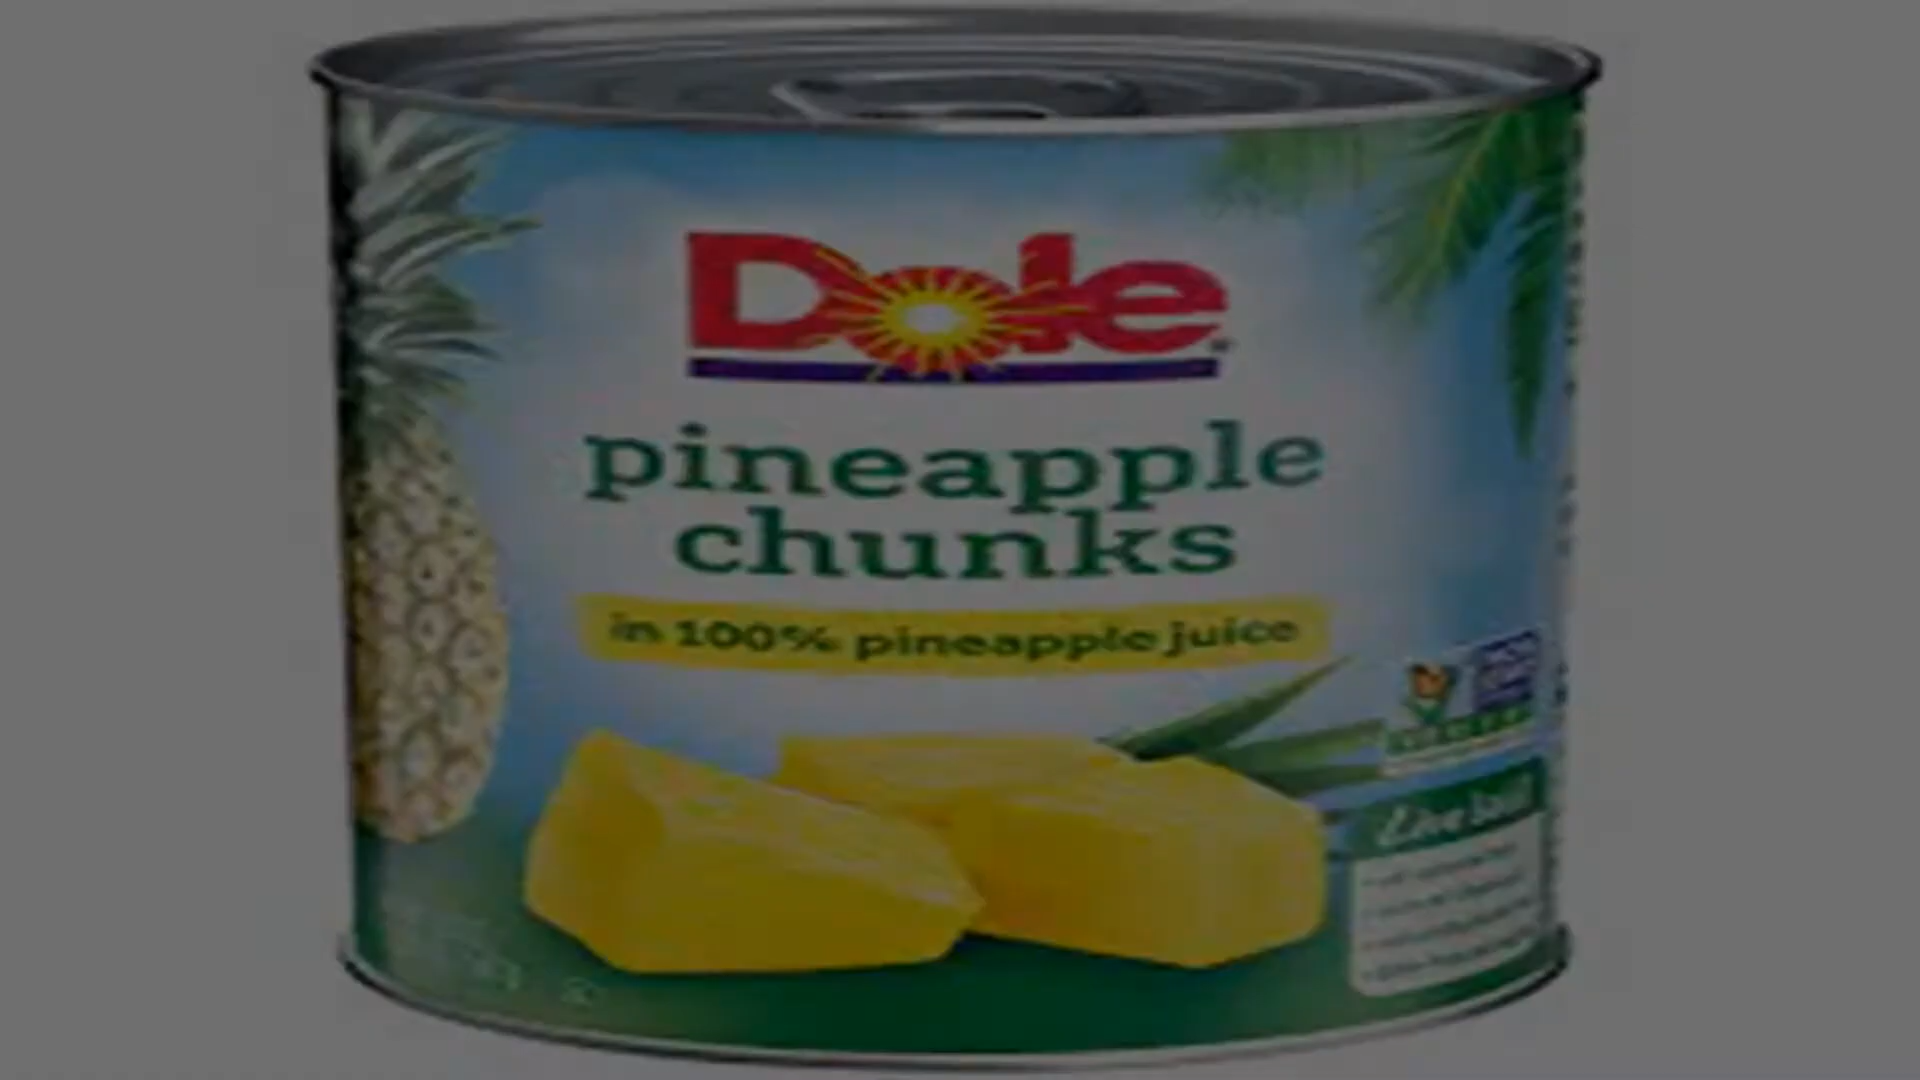 Dole
pineapple
chunks
in 100% pineapple juice